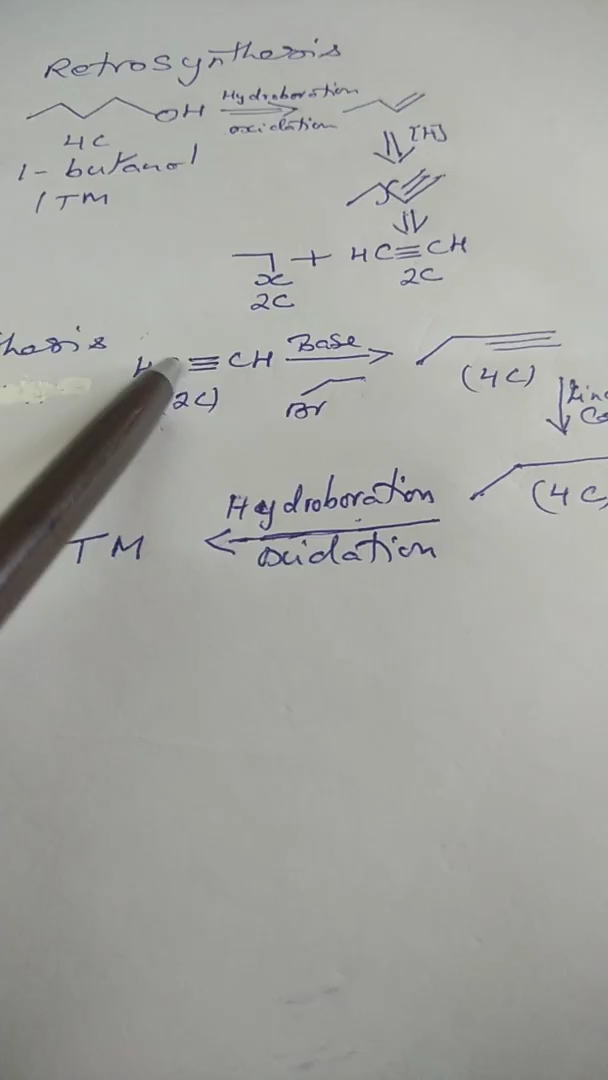 Retrosynthesis
OH Hydroboration
oxidation
4C
[H]
1-butanol
/TM
x + HC≡CH
2C 2C
≡CH Base
Br
2C)
(4C)
Hydroboration
(4C)
TM
oxidation